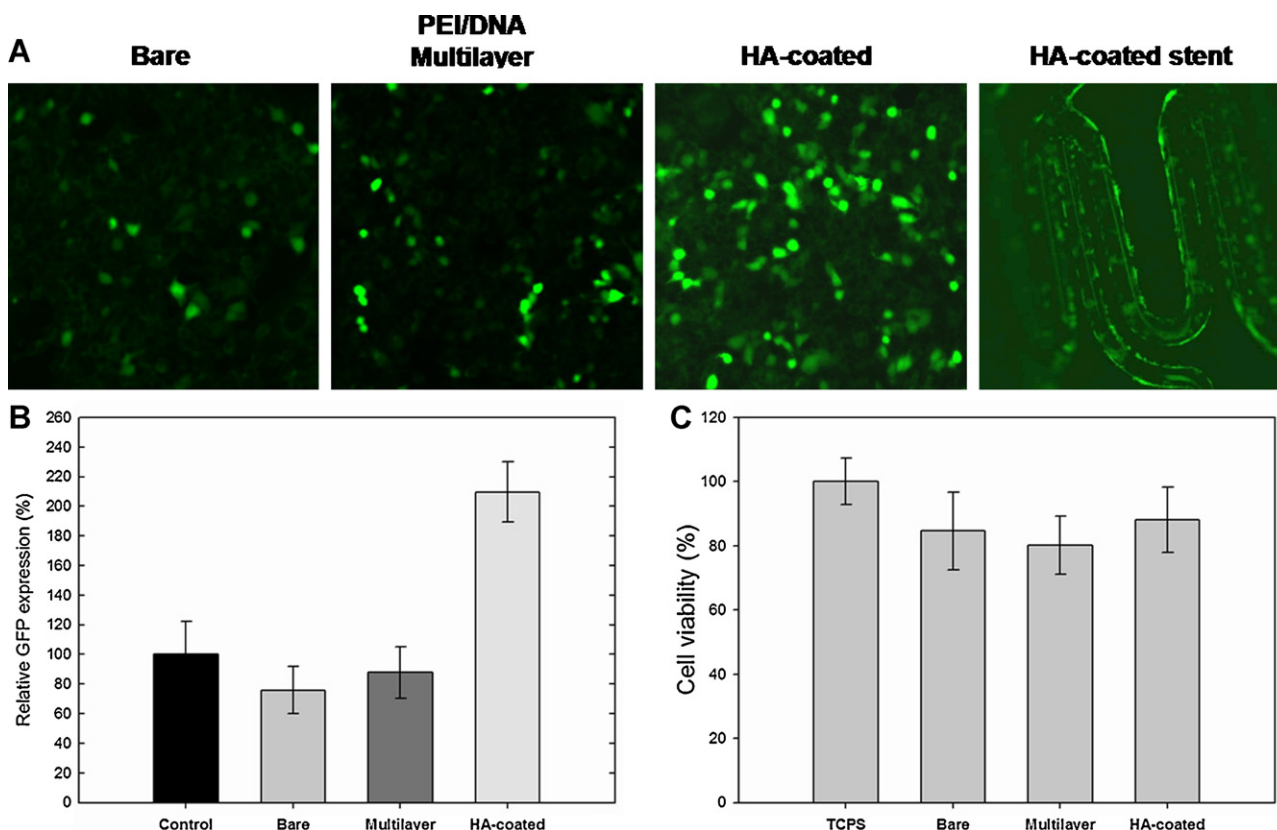 A
Bare
PEI/DNA
Multilayer
HA-coated
HA-coated stent
B
Relative GFP expression (%)
260
240
220
200
180
160
140
120
100
80
60
40
20
0
Control Bare Multilayer HA-coated
C
Cell viability (%)
120
100
80
60
40
20
0
TCPS Bare Multilayer HA-coated